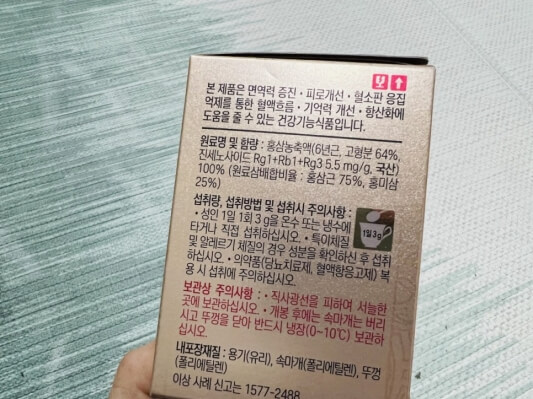 본 제품은 면역력 증진 · 피로개선 · 혈소판 응집
억제를 통한 혈액흐름 · 기억력 개선 · 항산화에
도움을 줄 수 있는 건강기능식품입니다.
원료명 및 함량 : 홍삼농축액(6년근, 고형분 64%,
진세노사이드 Rg1+Rb1+Rg3 5.5 mg/g, 국산)
100% (원료삼배합비율 : 홍삼근 75%, 홍미삼
25%)
섭취량, 섭취방법 및 섭취시 주의사항 :
· 성인 1일 1회 3 g을 온수 또는 냉수에
타거나 직접 섭취하십시오. · 특이체질
및 알레르기 체질의 경우 성분을 확인하신 후 섭취
하십시오. · 의약품(당뇨치료제, 혈액항응고제) 복
용 시 섭취에 주의하십시오.
1일 3g
보관상 주의사항 : · 직사광선을 피하여 서늘한
곳에 보관하십시오. · 개봉 후에는 속마개는 버리
시고 뚜껑을 닫아 반드시 냉장(0~10℃) 보관하
십시오.
내포장재질 : 용기(유리), 속마개(폴리에틸렌), 뚜껑
(폴리에틸렌)
이상 사례 신고는 1577-2488